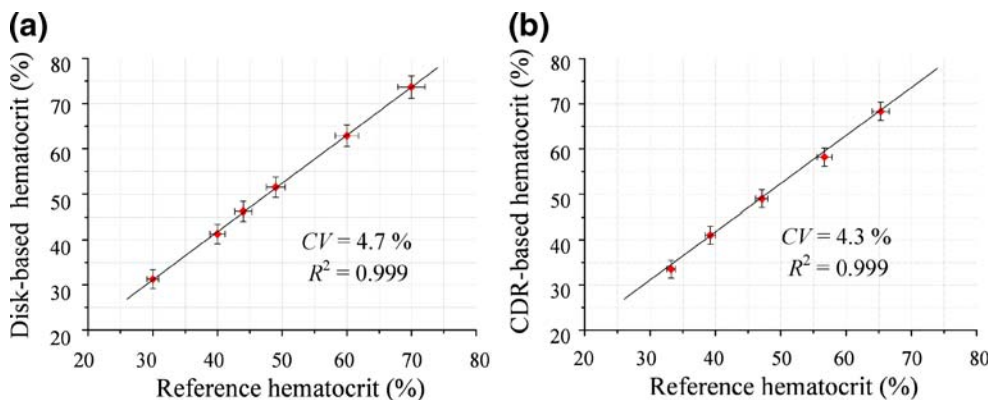 (a)
Disk-based hematocrit (%)
80
70
60
50
40
30
20
CV = 4.7 %
R² = 0.999
20 30 40 50 60 70 80
Reference hematocrit (%)
(b)
CDR-based hematocrit (%)
80
70
60
50
40
30
20
CV = 4.3 %
R² = 0.999
20 30 40 50 60 70 80
Reference hematocrit (%)